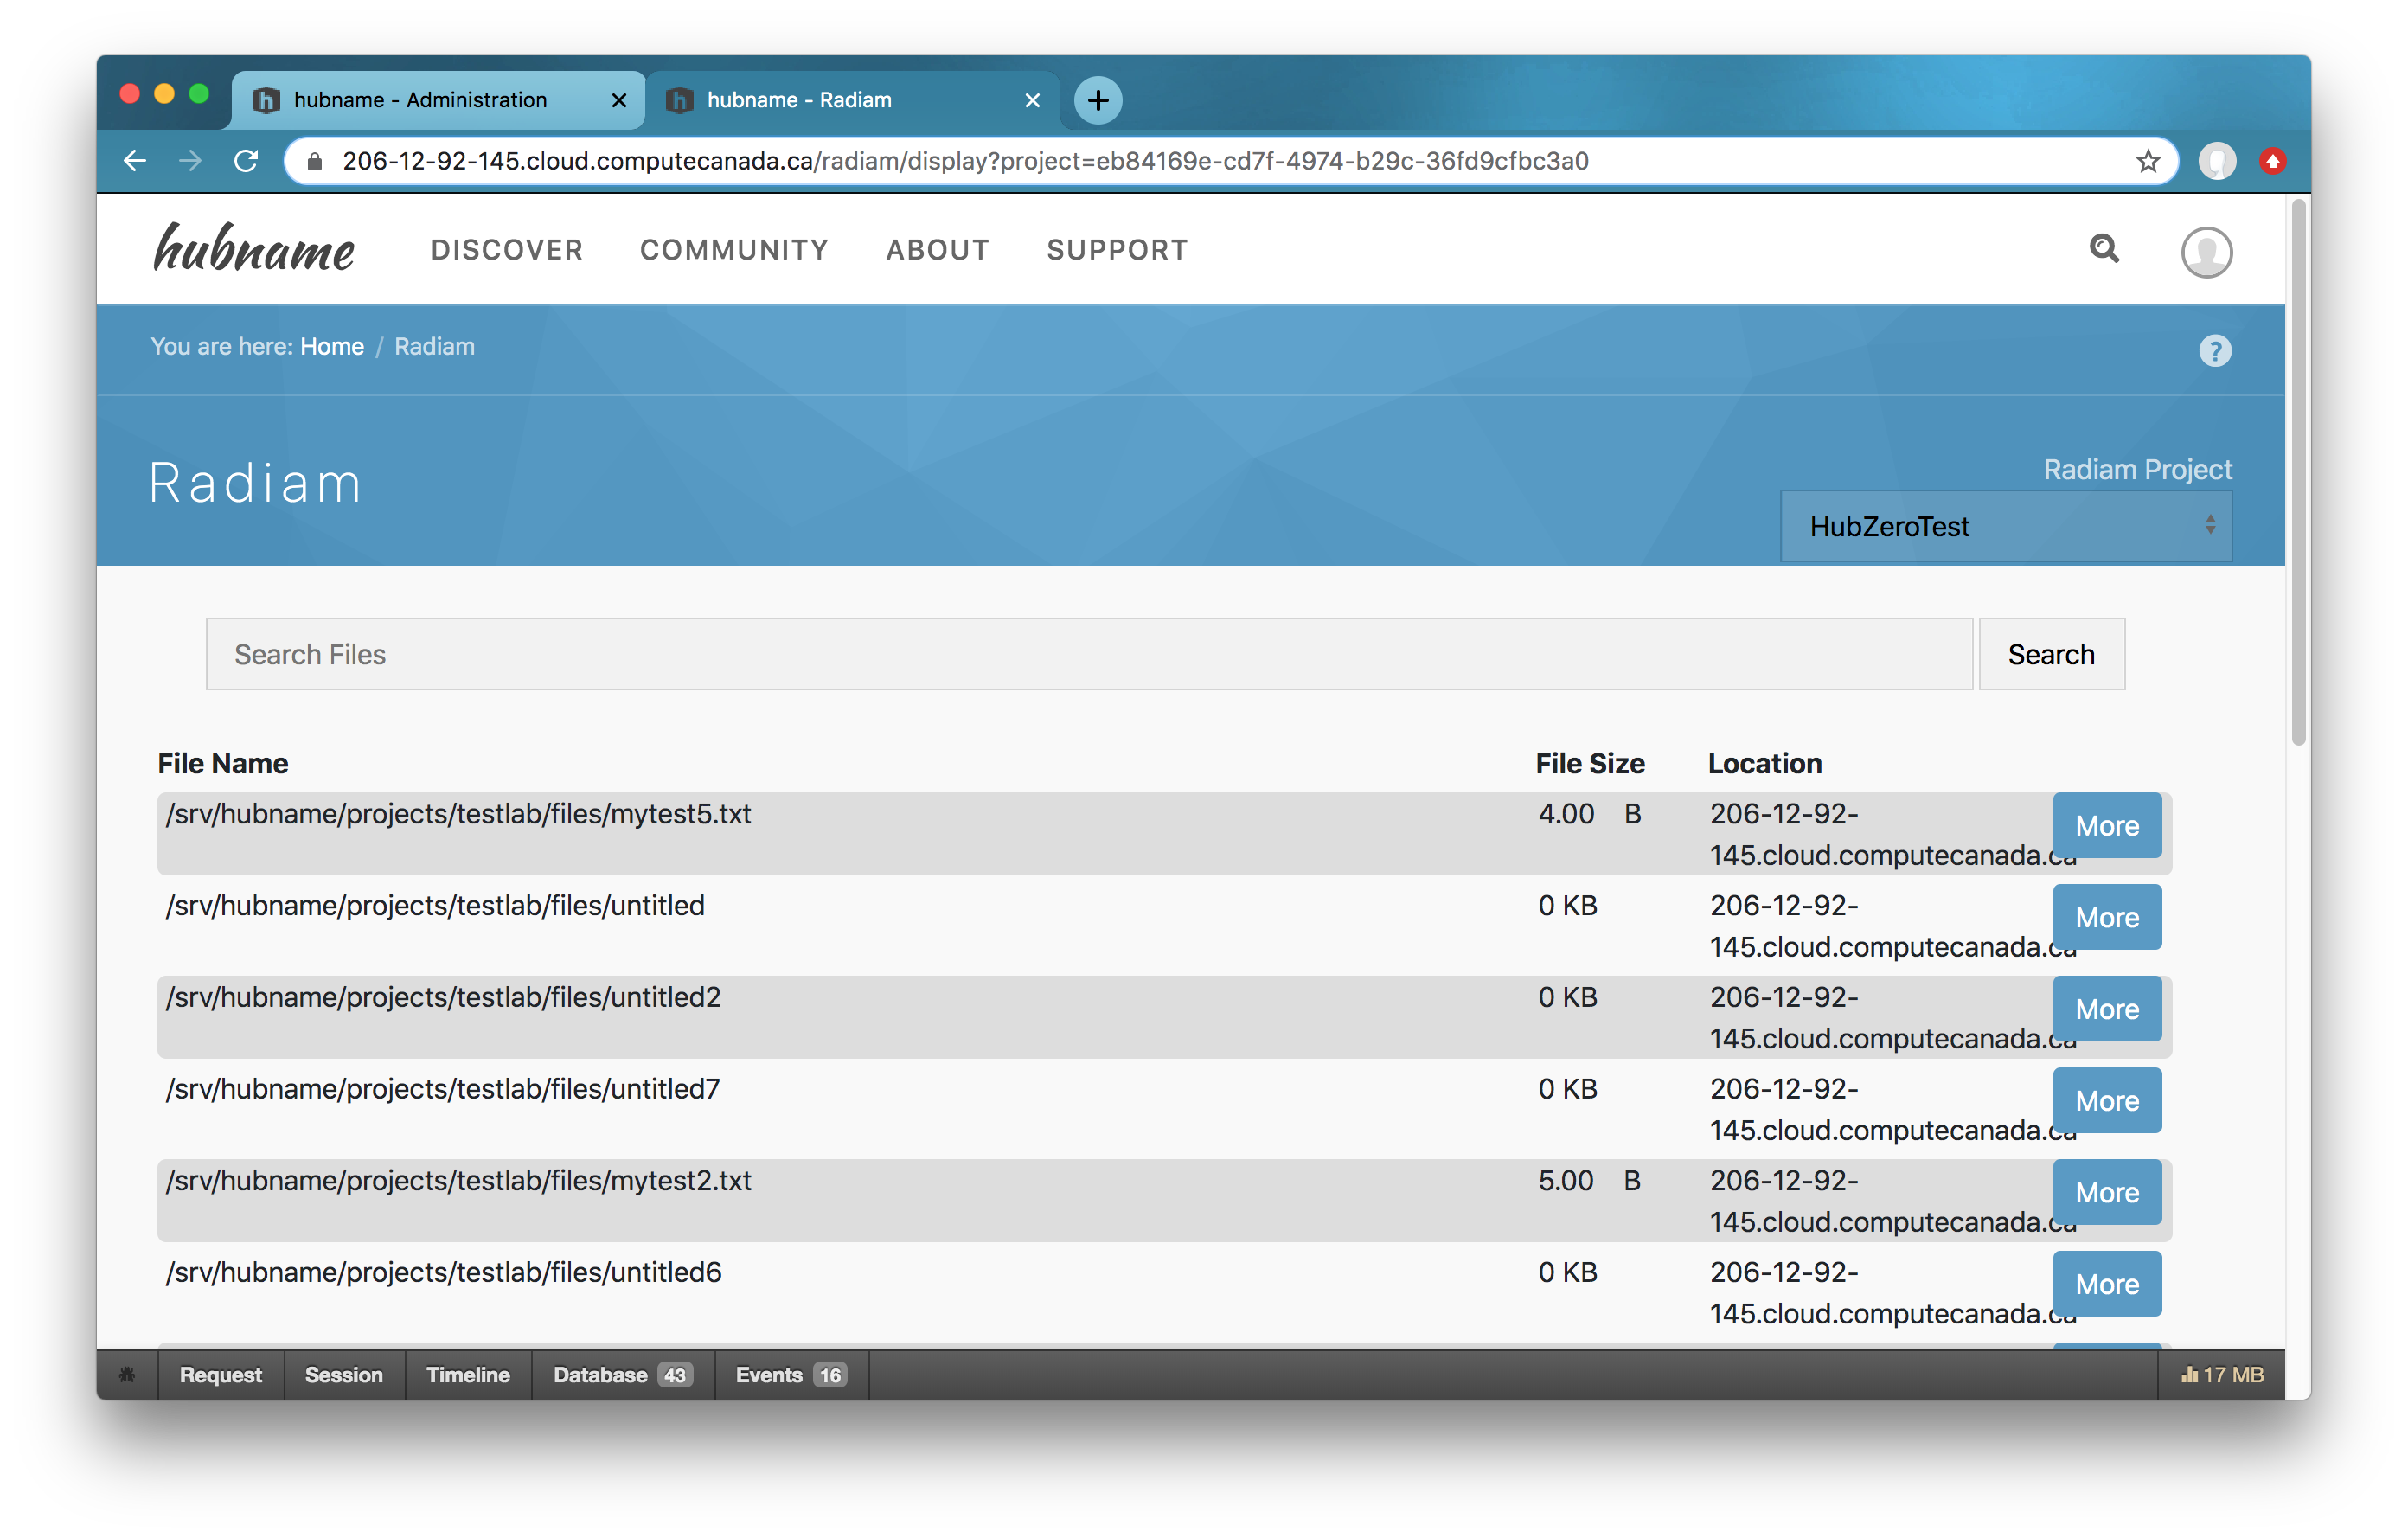 hubname - Administration
hubname - Radiam
206-12-92-145.cloud.computecanada.ca/radiam/display?project=eb84169e-cd7f-4974-b29c-36fd9cfbc3a0
hubname DISCOVER COMMUNITY ABOUT SUPPORT
You are here: Home / Radiam
?
Radiam
Radiam Project
HubZeroTest
Search Files
Search
File Name File Size Location
/srv/hubname/projects/testlab/files/mytest5.txt 4.00 B 206-12-92-
145.cloud.computecanada.ca
More
/srv/hubname/projects/testlab/files/untitled 0 KB 206-12-92-
145.cloud.computecanada.ca
More
/srv/hubname/projects/testlab/files/untitled2 0 KB 206-12-92-
145.cloud.computecanada.ca
More
/srv/hubname/projects/testlab/files/untitled7 0 KB 206-12-92-
145.cloud.computecanada.ca
More
/srv/hubname/projects/testlab/files/mytest2.txt 5.00 B 206-12-92-
145.cloud.computecanada.ca
More
/srv/hubname/projects/testlab/files/untitled6 0 KB 206-12-92-
145.cloud.computecanada.ca
More
Request Session Timeline Database 43 Events 16 17 MB